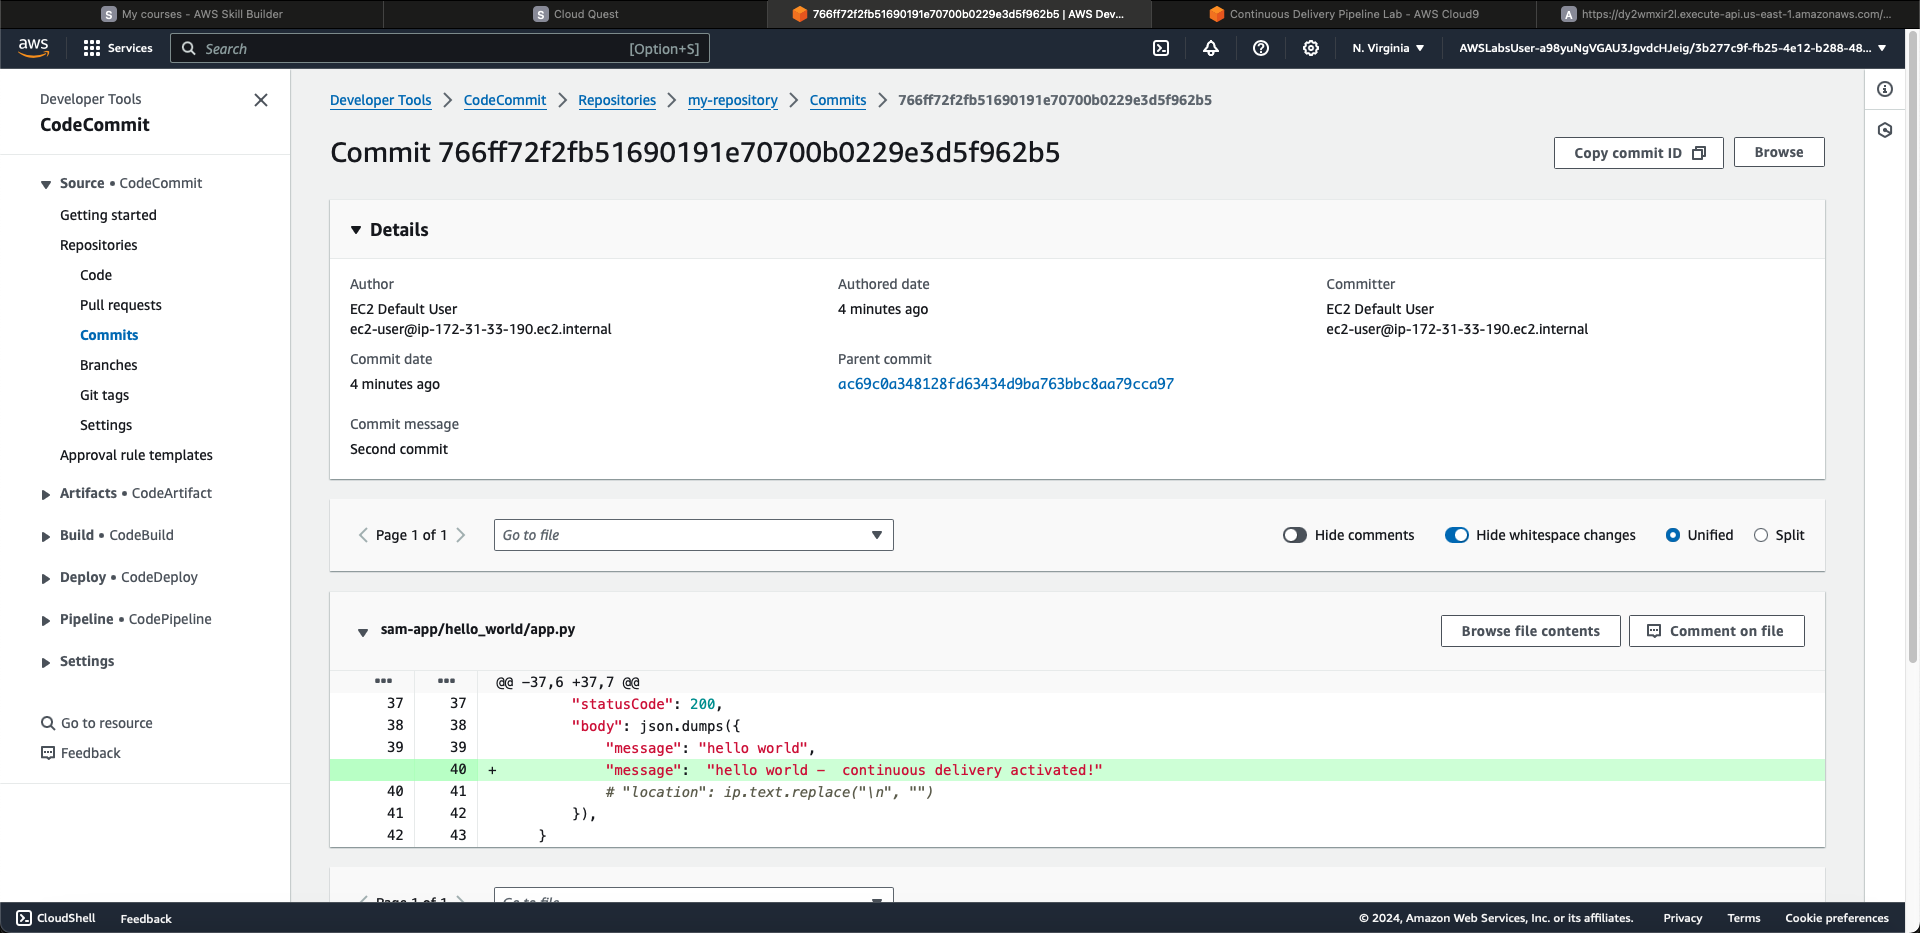 My courses - AWS Skill Builder
Cloud Quest
766ff72f2fb51690191e70700b0229e3d5f962b5 | AWS Dev...
Continuous Delivery Pipeline Lab - AWS Cloud9
https://dy2wmxir2l.execute-api.us-east-1.amazonaws.com/...
aws
Services
Search
[Option+S]
N. Virginia
AWSLabsUser-a98yuNgVGAU3JgvdcHJeig/3b277c9f-fb25-4e12-b288-48...
Developer Tools
CodeCommit
Source • CodeCommit
Getting started
Repositories
Code
Pull requests
Commits
Branches
Git tags
Settings
Approval rule templates
Artifacts • CodeArtifact
Build • CodeBuild
Deploy • CodeDeploy
Pipeline • CodePipeline
Settings
Go to resource
Feedback
Developer Tools > CodeCommit > Repositories > my-repository > Commits > 766ff72f2fb51690191e70700b0229e3d5f962b5
Commit 766ff72f2fb51690191e70700b0229e3d5f962b5
Copy commit ID
Browse
Details
Author
EC2 Default User
ec2-user@ip-172-31-33-190.ec2.internal
Authored date
4 minutes ago
Committer
EC2 Default User
ec2-user@ip-172-31-33-190.ec2.internal
Commit date
4 minutes ago
Parent commit
ac69c0a348128fd63434d9ba763bbc8aa79cca97
Commit message
Second commit
Page 1 of 1
Go to file
Hide comments
Hide whitespace changes
Unified
Split
sam-app/hello_world/app.py
Browse file contents
Comment on file
••• ••• @@ -37,6 +37,7 @@
37 37 "statusCode": 200,
38 38 "body": json.dumps({
39 39 "message": "hello world",
40 + "message":  "hello world -  continuous delivery activated!"
40 41 # "location": ip.text.replace("\n", "")
41 42 }),
42 43 }
Page 1 of 1
Go to file
CloudShell
Feedback
© 2024, Amazon Web Services, Inc. or its affiliates.
Privacy
Terms
Cookie preferences